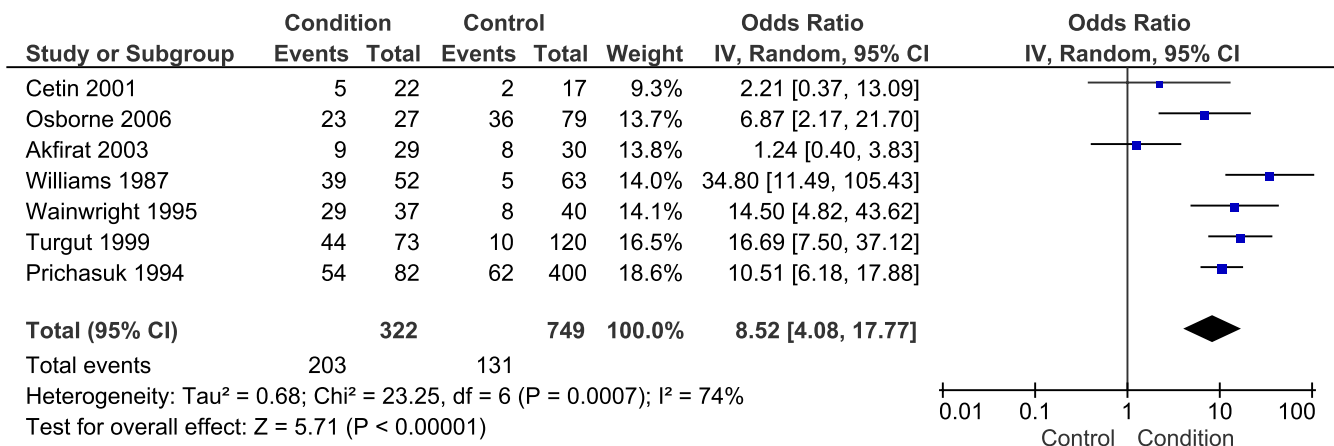 Condition Control Odds Ratio Odds Ratio
Study or Subgroup Events Total Events Total Weight IV, Random, 95% CI IV, Random, 95% CI
Cetin 2001 5 22 2 17 9.3% 2.21 [0.37, 13.09]
Osborne 2006 23 27 36 79 13.7% 6.87 [2.17, 21.70]
Akfirat 2003 9 29 8 30 13.8% 1.24 [0.40, 3.83]
Williams 1987 39 52 5 63 14.0% 34.80 [11.49, 105.43]
Wainwright 1995 29 37 8 40 14.1% 14.50 [4.82, 43.62]
Turgut 1999 44 73 10 120 16.5% 16.69 [7.50, 37.12]
Prichasuk 1994 54 82 62 400 18.6% 10.51 [6.18, 17.88]
Total (95% CI) 322 749 100.0% 8.52 [4.08, 17.77]
Total events 203 131
Heterogeneity: Tau² = 0.68; Chi² = 23.25, df = 6 (P = 0.0007); I² = 74%
Test for overall effect: Z = 5.71 (P < 0.00001)
0.01 0.1 1 10 100
Control Condition